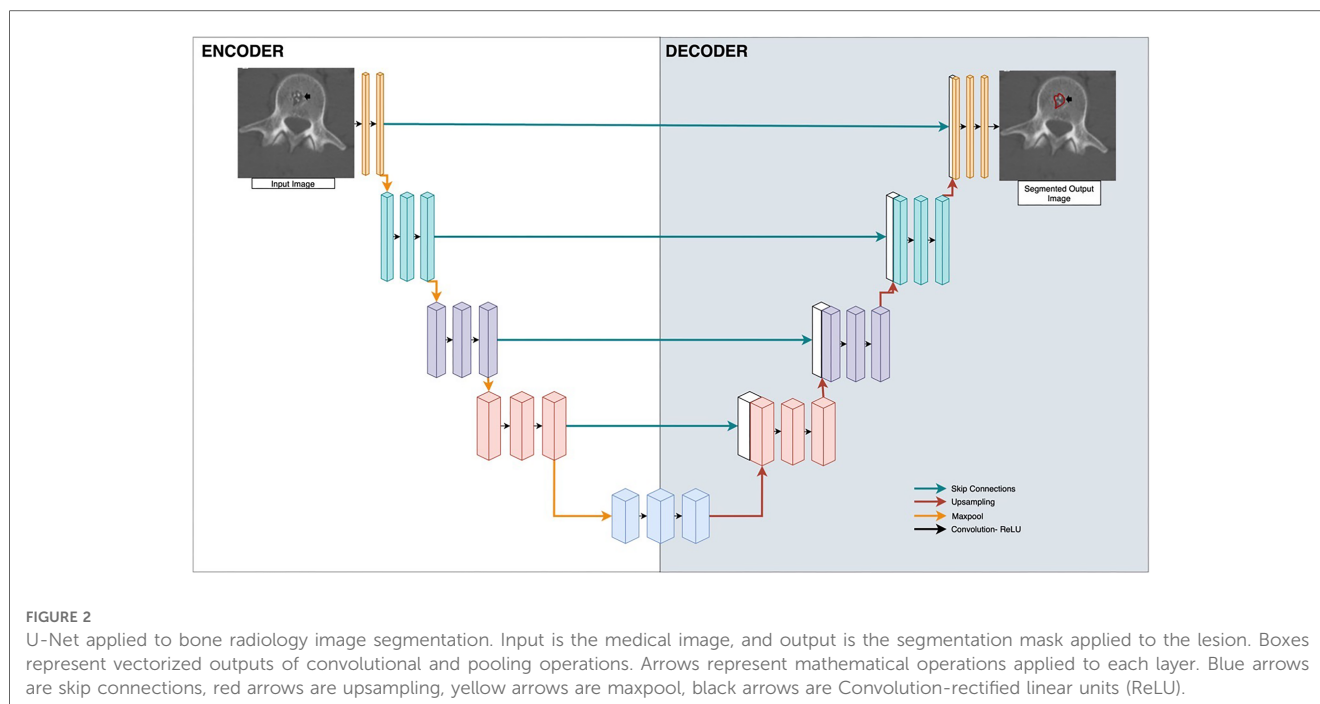 ENCODER
DECODER
Input Image
Segmented Output
Image
Skip Connections
Upsampling
Maxpool
Convolution- ReLU
FIGURE 2
U-Net applied to bone radiology image segmentation. Input is the medical image, and output is the segmentation mask applied to the lesion. Boxes
represent vectorized outputs of convolutional and pooling operations. Arrows represent mathematical operations applied to each layer. Blue arrows
are skip connections, red arrows are upsampling, yellow arrows are maxpool, black arrows are Convolution-rectified linear units (ReLU).